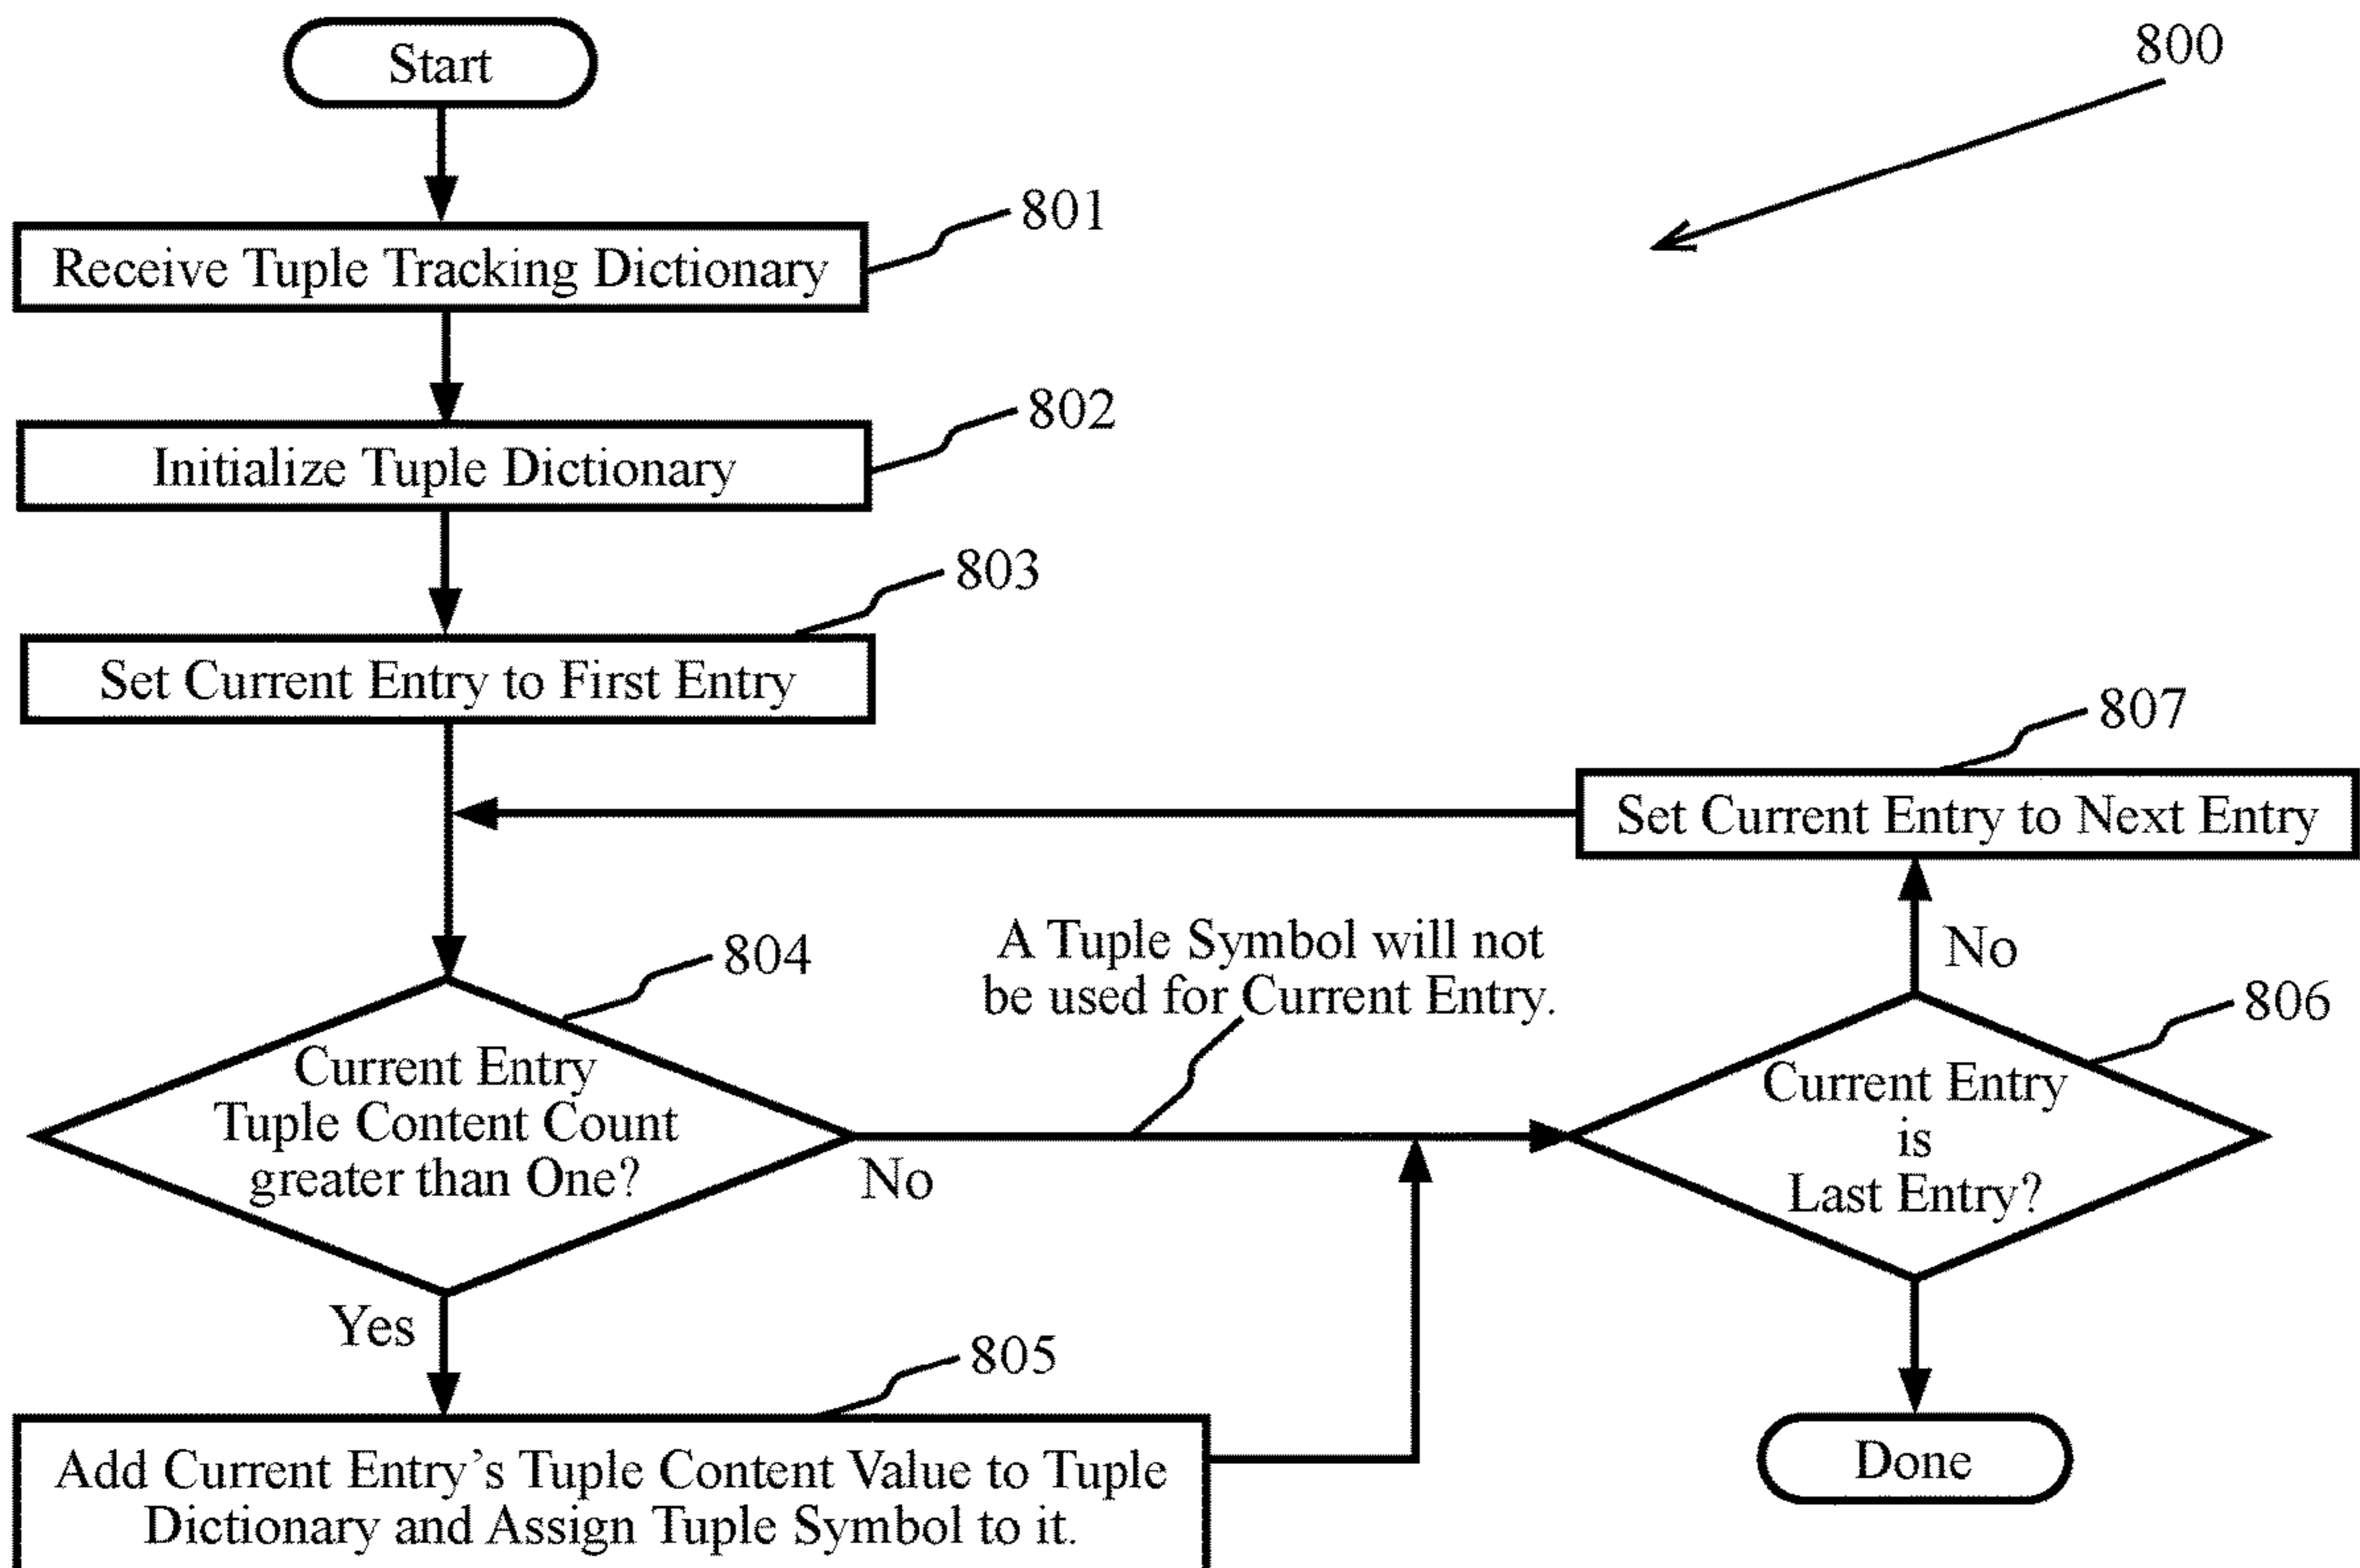 Start
800
801
Receive Tuple Tracking Dictionary
802
Initialize Tuple Dictionary
803
Set Current Entry to First Entry
807
Set Current Entry to Next Entry
804
Current Entry
Tuple Content Count
greater than One?
A Tuple Symbol will not
be used for Current Entry.
No
No
806
Current Entry
is
Last Entry?
Yes
805
Add Current Entry’s Tuple Content Value to Tuple
Dictionary and Assign Tuple Symbol to it.
Done